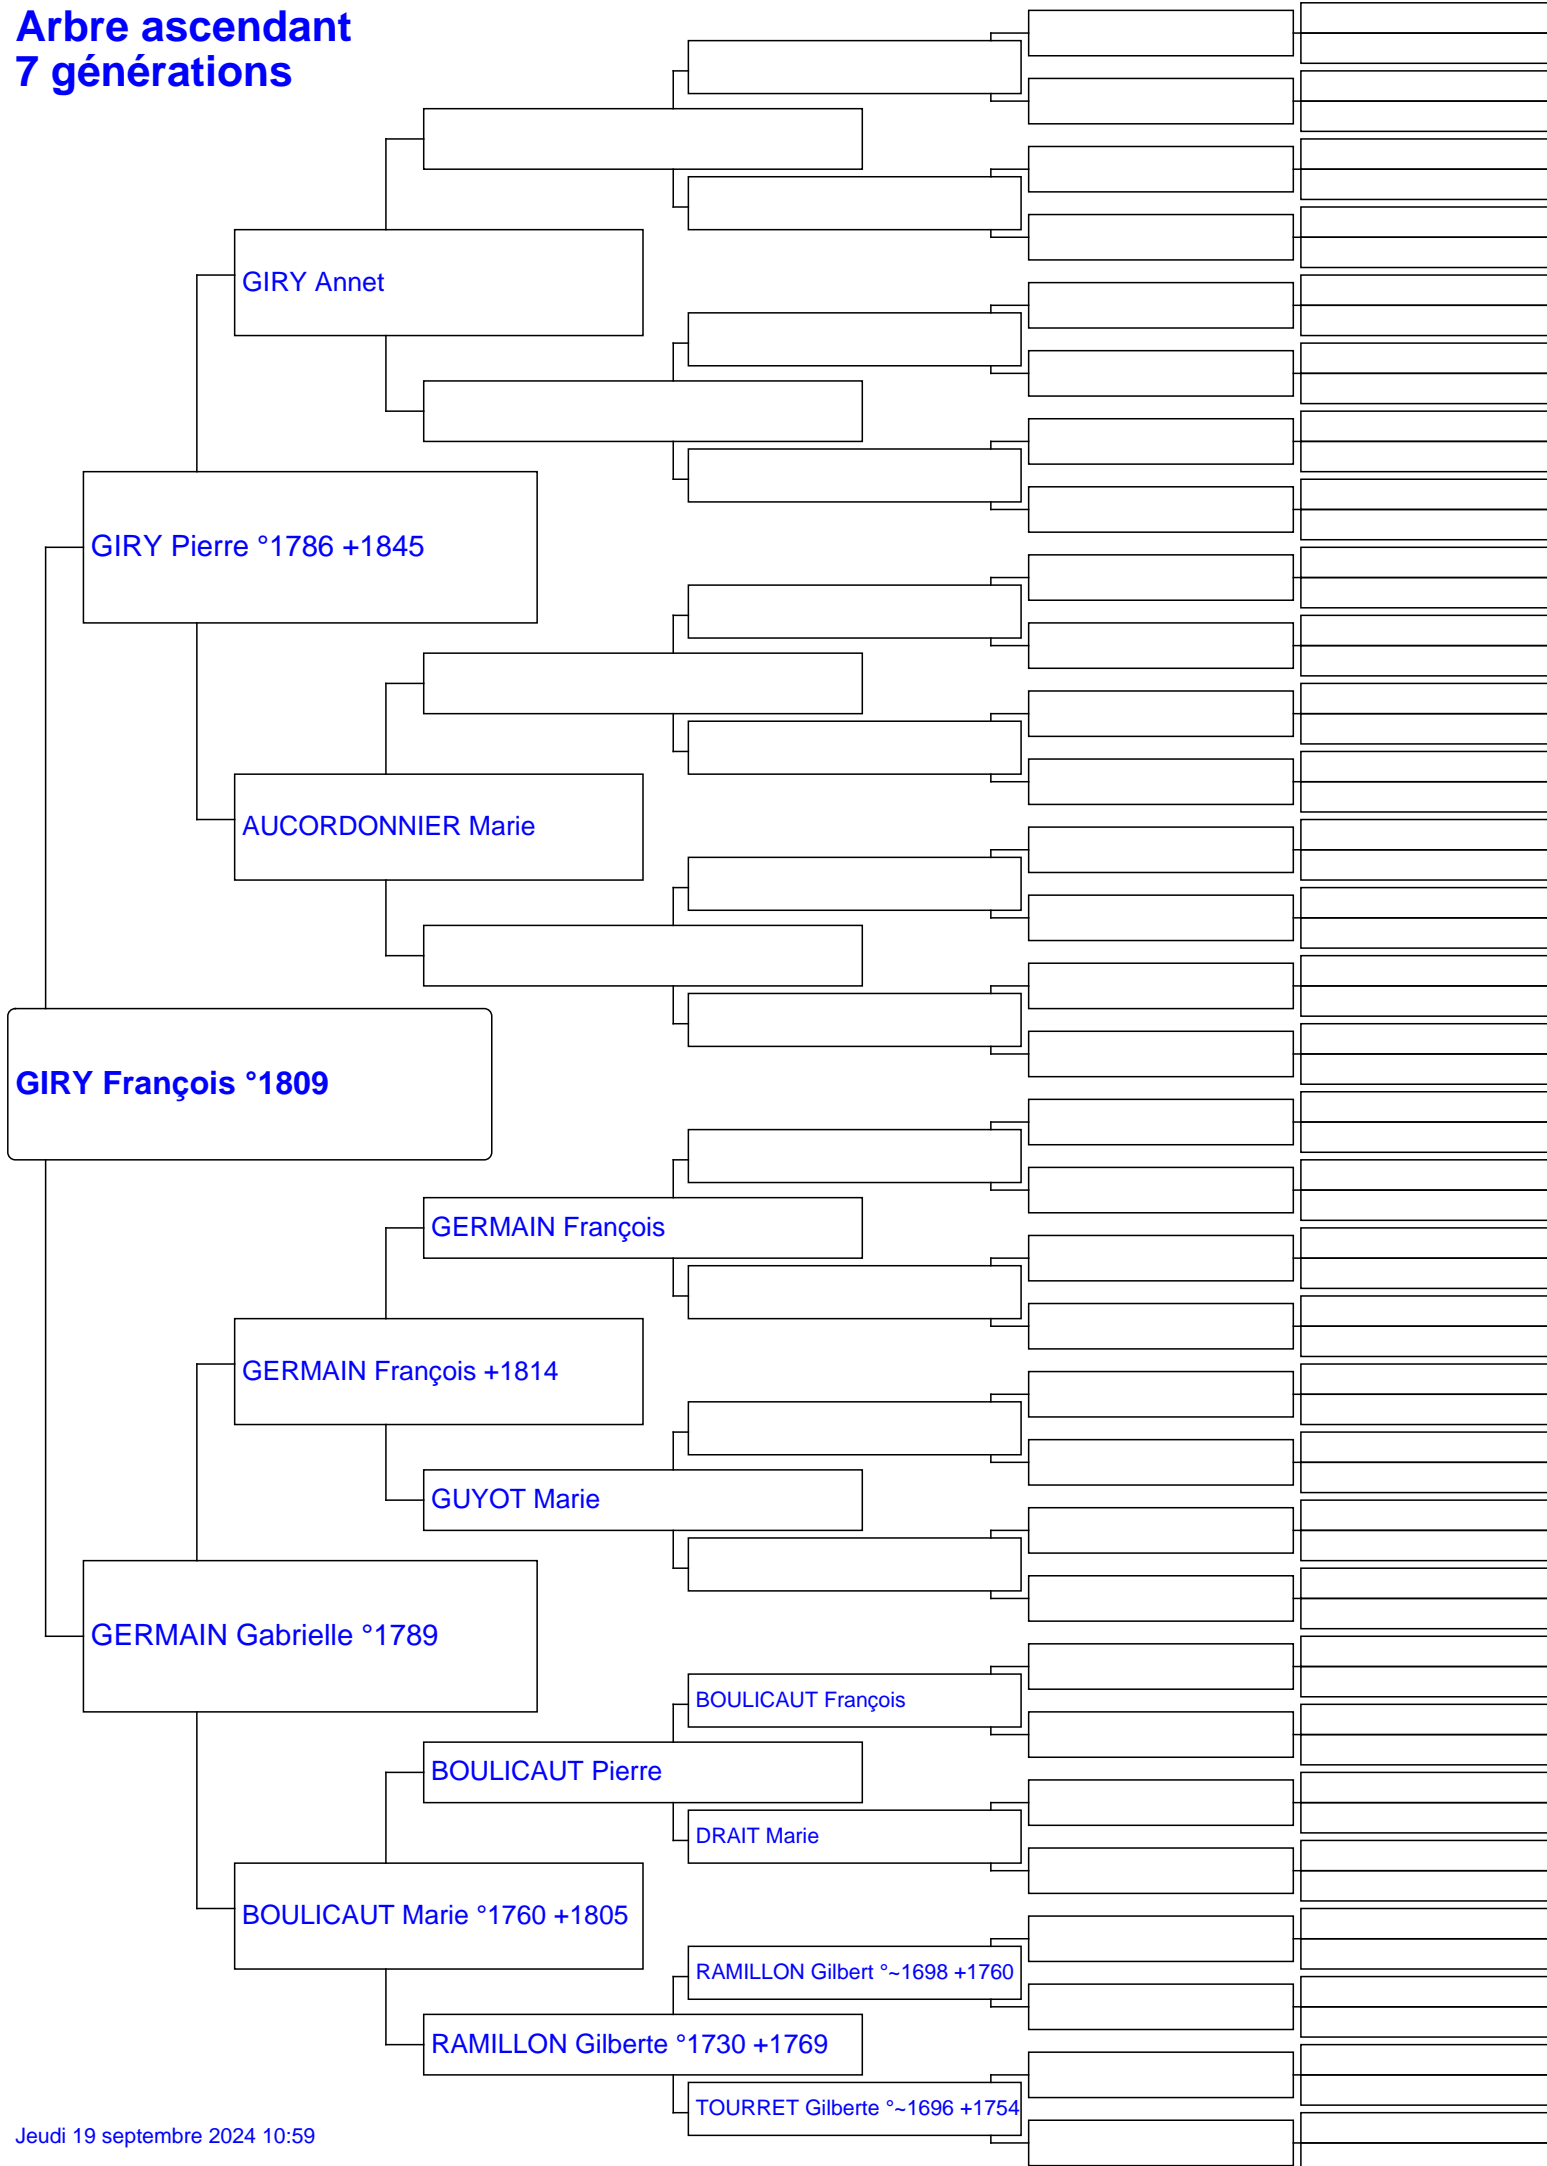 Arbre ascendant
7 générations
GIRY Annet
GIRY Pierre °1786 +1845
AUCORDONNIER Marie
GIRY François °1809
GERMAIN François
GERMAIN François +1814
GUYOT Marie
GERMAIN Gabrielle °1789
BOULICAUT François
BOULICAUT Pierre
DRAIT Marie
BOULICAUT Marie °1760 +1805
RAMILLON Gilbert °~1698 +1760
RAMILLON Gilberte °1730 +1769
TOURRET Gilberte °~1696 +1754
Jeudi 19 septembre 2024 10:59